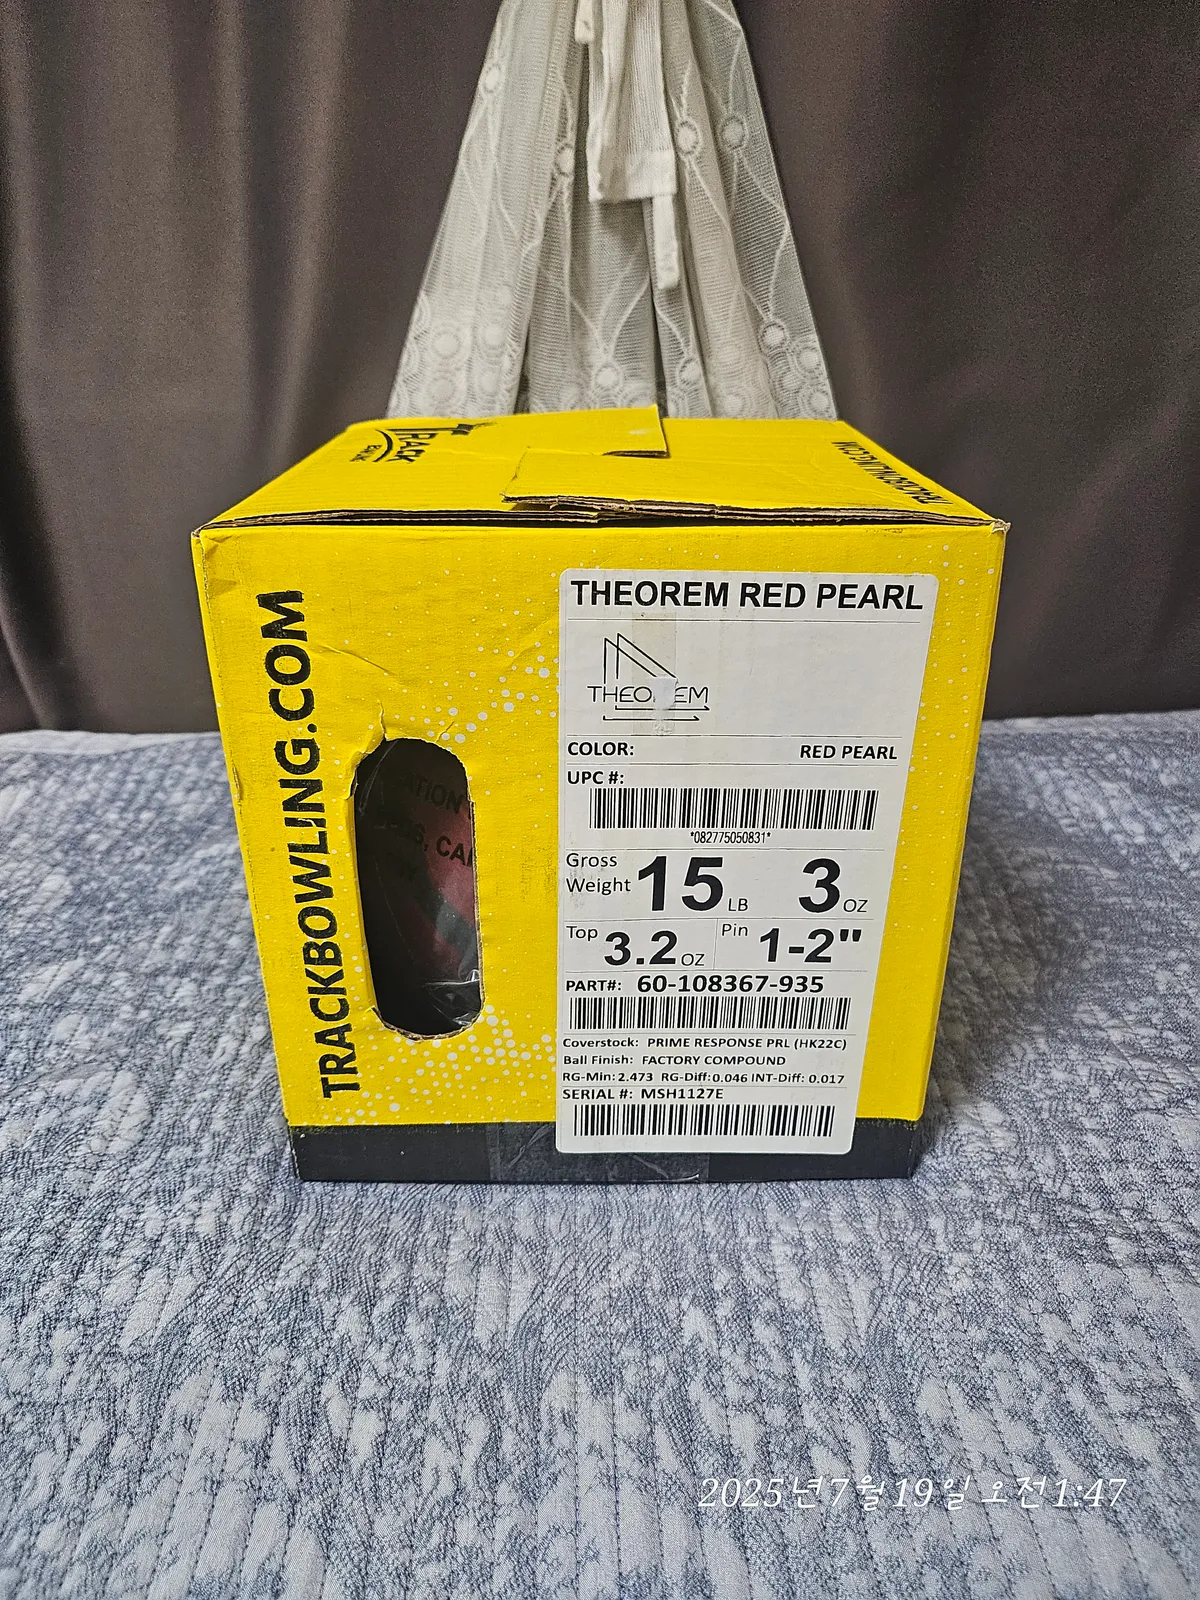 TRACK
TRACKBOWLING.COM
TRACKBOWLING.COM
THEOREM RED PEARL
THEOREM
COLOR: RED PEARL
UPC #:
*082775050831*
Gross Weight 15 LB 3 OZ
Top 3.2 OZ Pin 1-2"
PART#: 60-108367-935
Coverstock: PRIME RESPONSE PRL (HK22C)
Ball Finish: FACTORY COMPOUND
RG-Min: 2.473 RG-Diff: 0.046 INT-Diff: 0.017
SERIAL #: MSH1127E
2025년 7월 19일 오전 1:47